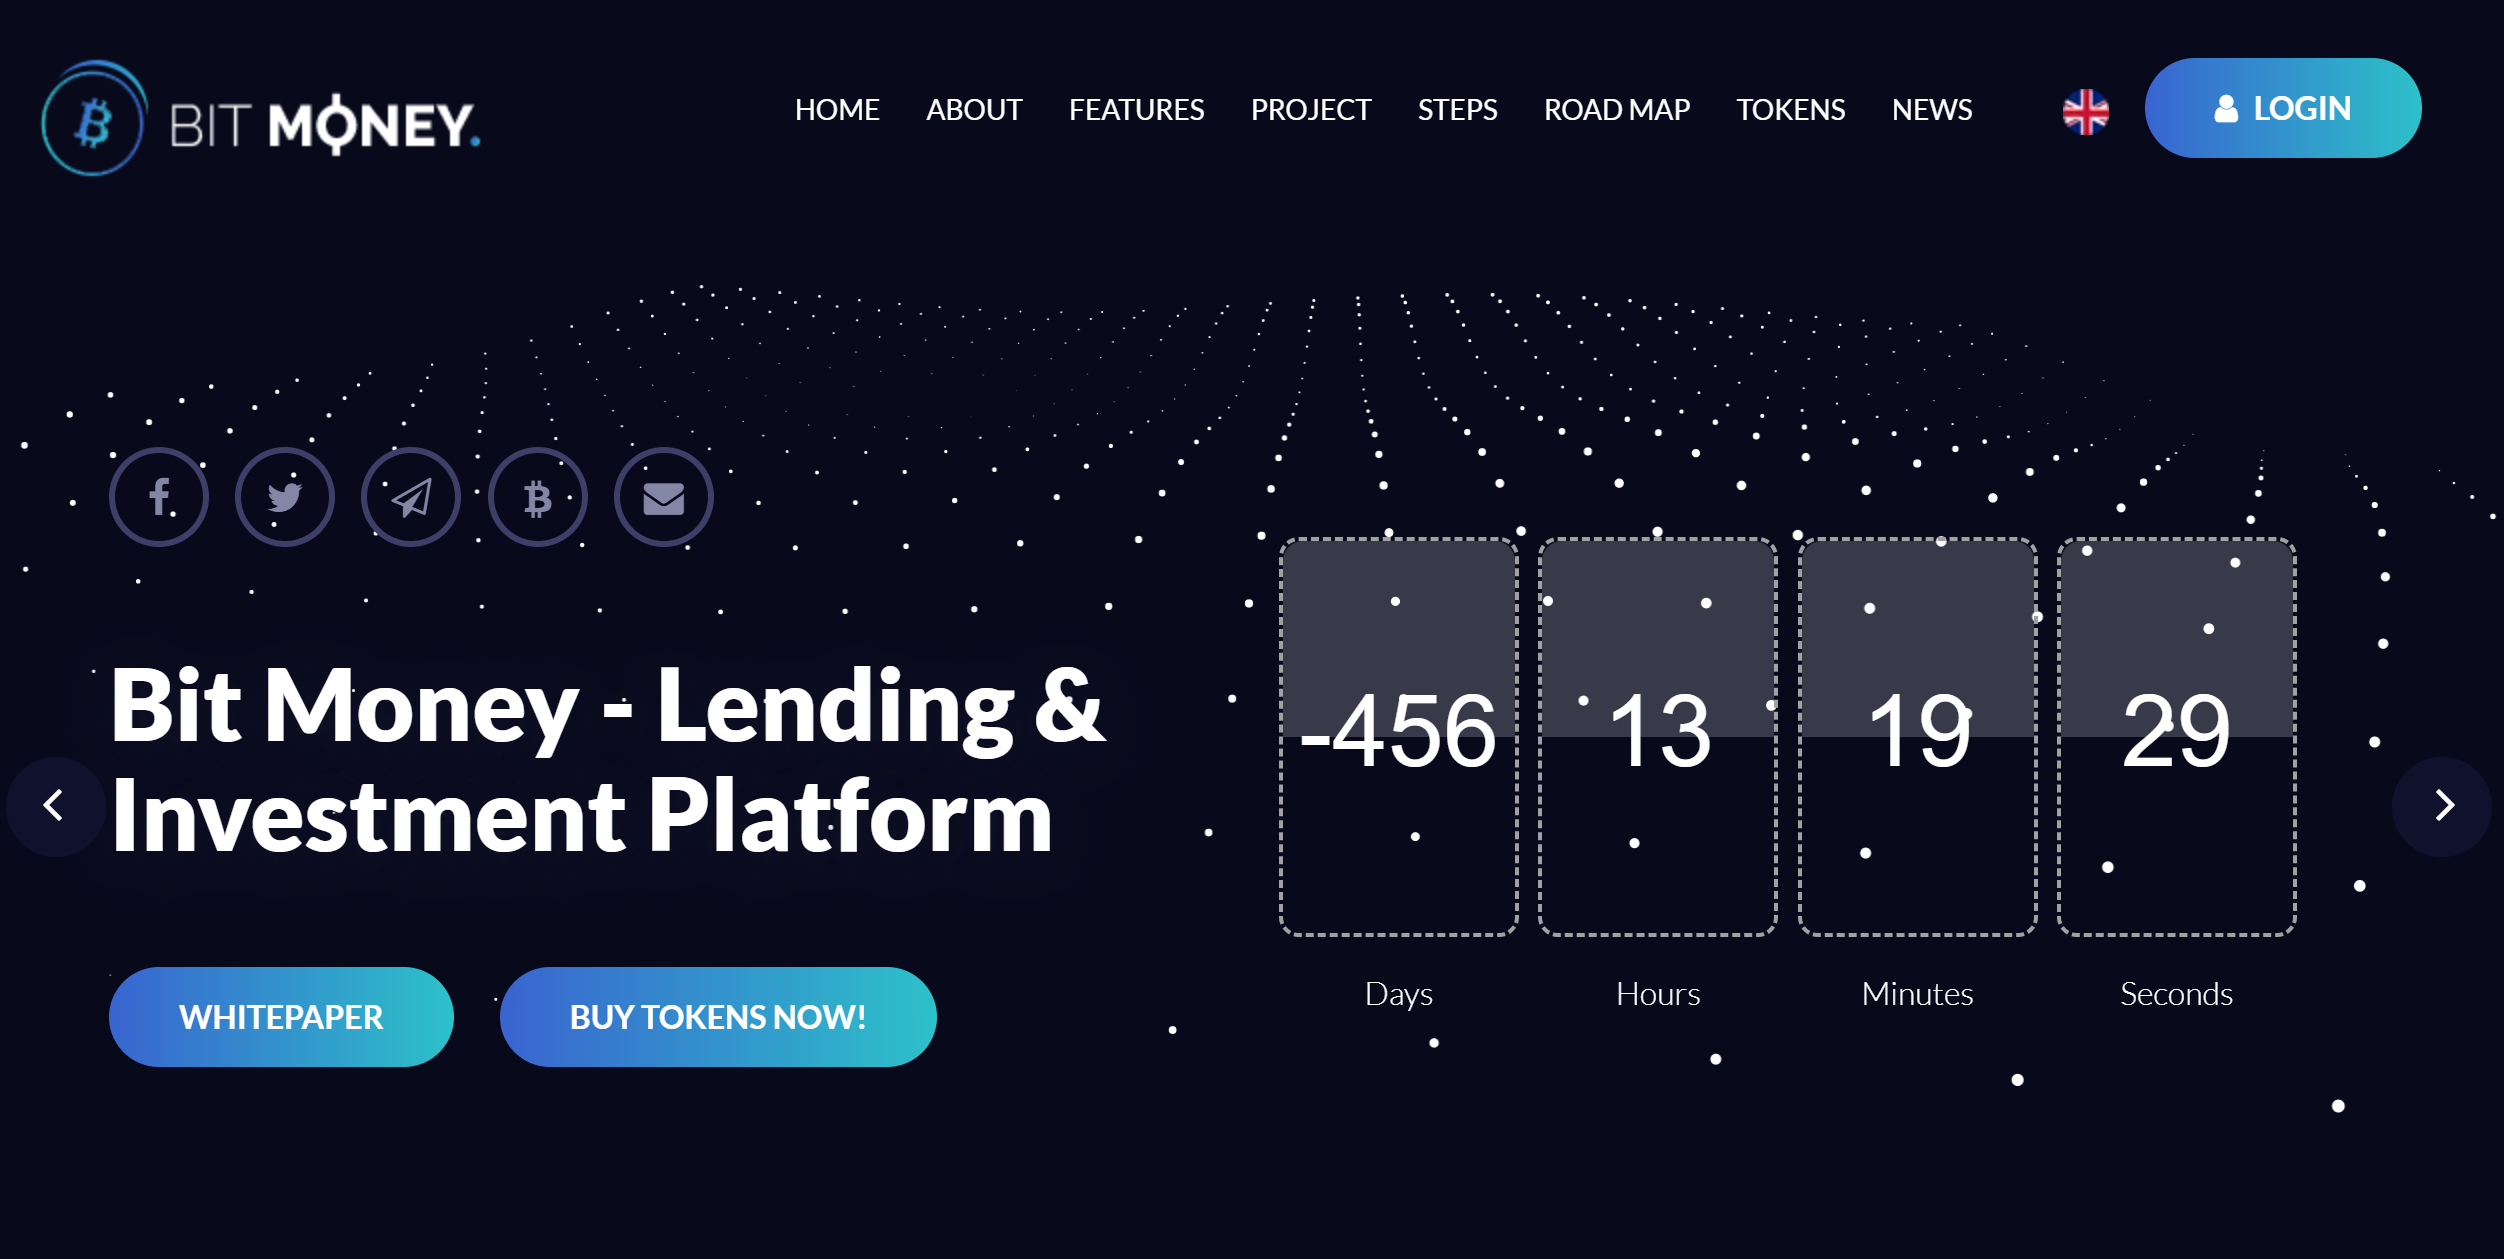 BIT MONEY.
HOME ABOUT FEATURES PROJECT STEPS ROAD MAP TOKENS NEWS
LOGIN
Bit Money - Lending &
Investment Platform
WHITEPAPER BUY TOKENS NOW!
-456 13 19 29
Days Hours Minutes Seconds